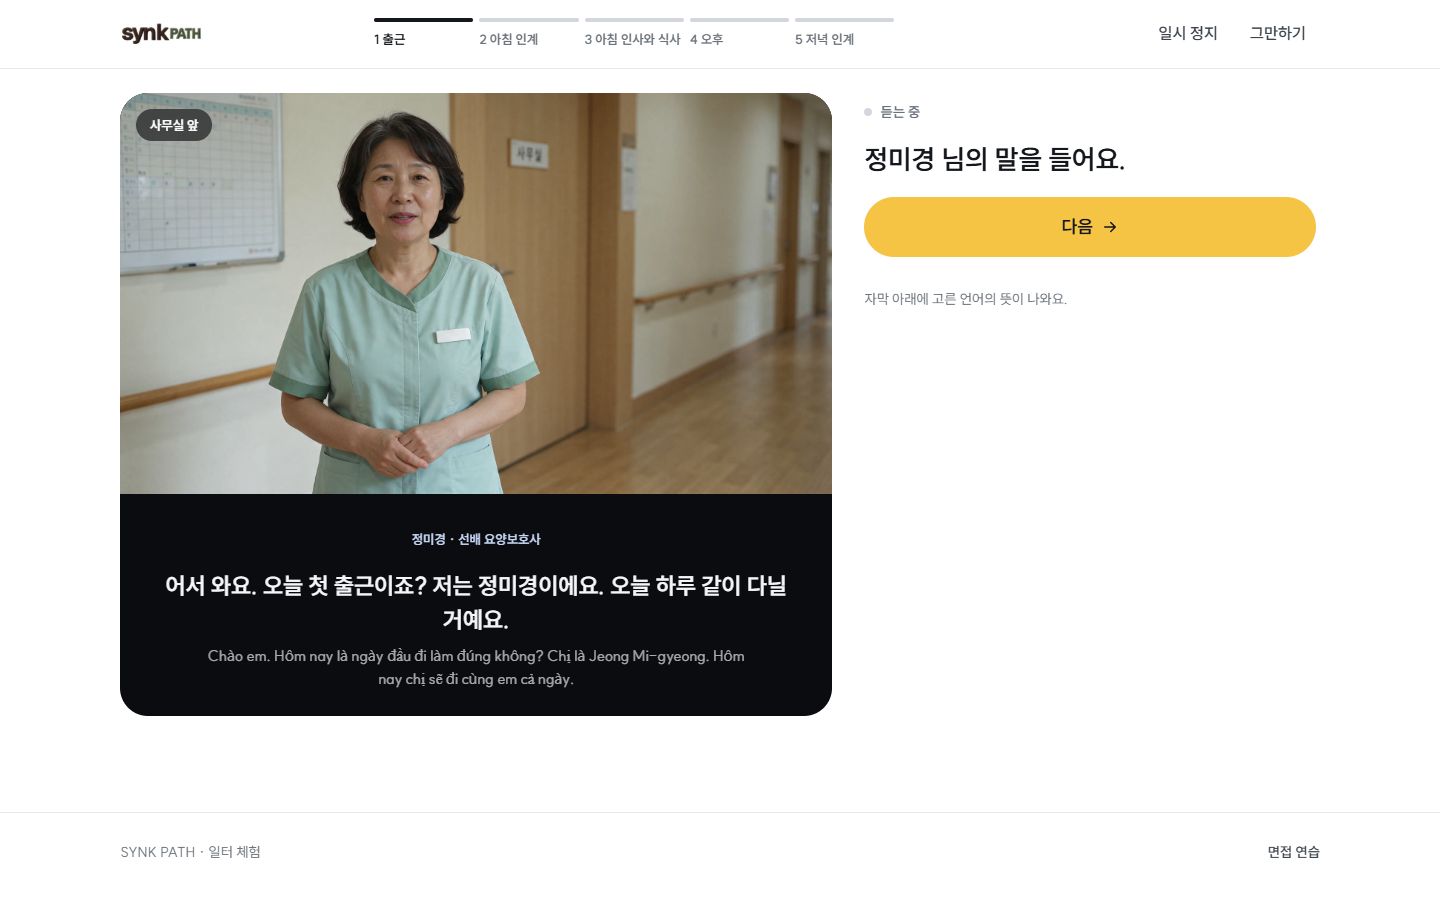 synk PATH
1 출근
2 아침 인계
3 아침 인사와 식사
4 오후
5 저녁 인계
일시 정지
그만하기
사무실 앞
사무실
듣는 중
정미경 님의 말을 들어요.
다음 →
자막 아래에 고른 언어의 뜻이 나와요.
정미경 · 선배 요양보호사
어서 와요. 오늘 첫 출근이죠? 저는 정미경이에요. 오늘 하루 같이 다닐
거예요.
Chào em. Hôm nay là ngày đầu đi làm đúng không? Chị là Jeong Mi-gyeong. Hôm
nay chị sẽ đi cùng em cả ngày.
SYNK PATH · 일터 체험
면접 연습